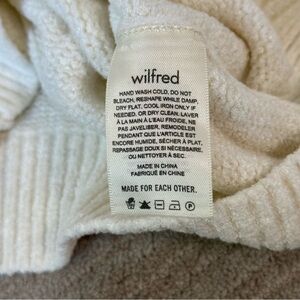 wilfred
HAND WASH COLD, DO NOT
BLEACH, RESHAPE WHILE DAMP,
DRY FLAT, COOL IRON ONLY IF
NEEDED. OR DRY CLEAN. LAVER
À LA MAIN À L'EAU FROIDE, NE
PAS JAVELISER, REMODELER
PENDANT QUE L'ARTICLE EST
ENCORE HUMIDE, SÉCHER À PLAT,
REPASSAGE DOUX SI NÉCESSAIRE.
OU NETTOYER À SEC.
MADE IN CHINA
FABRIQUÉ EN CHINE
MADE FOR EACH OTHER.
P